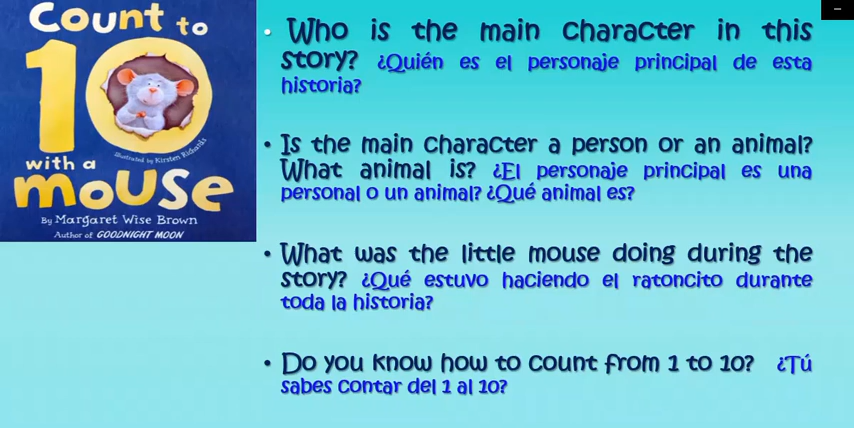 Count to
10
with a
mouse
Illustrated by Kirsten Richards
By Margaret Wise Brown
Author of GOODNIGHT MOON
• Who is the main character in this
story? ¿Quién es el personaje principal de esta
historia?
• Is the main character a person or an animal?
What animal is? ¿El personaje principal es una
personal o un animal? ¿Qué animal es?
• What was the little mouse doing during the
story? ¿Qué estuvo haciendo el ratoncito durante
toda la historia?
• Do you know how to count from 1 to 10? ¿Tú
sabes contar del 1 al 10?